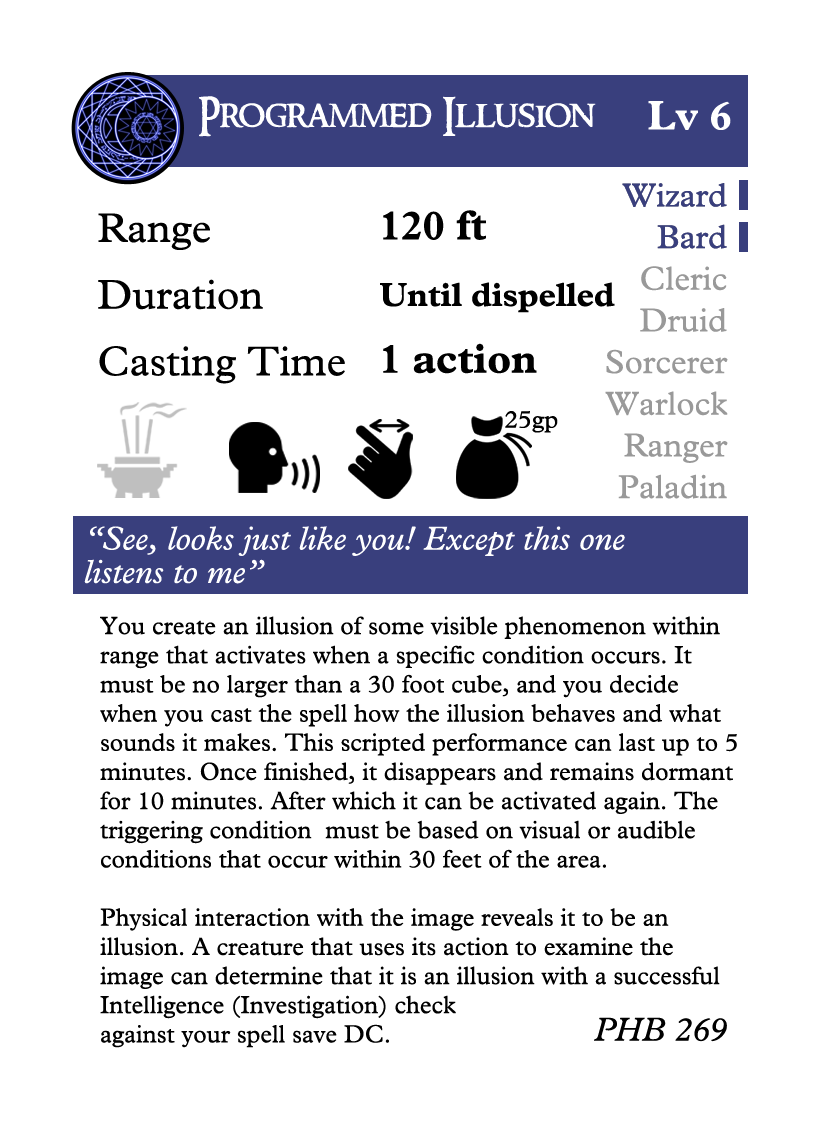 Programmed Illusion Lv 6
Wizard
Bard
Cleric
Druid
Sorcerer
Warlock
Ranger
Paladin
Range 120 ft
Duration Until dispelled
Casting Time 1 action
25gp
“See, looks just like you! Except this one
listens to me”
You create an illusion of some visible phenomenon within
range that activates when a specific condition occurs. It
must be no larger than a 30 foot cube, and you decide
when you cast the spell how the illusion behaves and what
sounds it makes. This scripted performance can last up to 5
minutes. Once finished, it disappears and remains dormant
for 10 minutes. After which it can be activated again. The
triggering condition  must be based on visual or audible
conditions that occur within 30 feet of the area.
Physical interaction with the image reveals it to be an
illusion. A creature that uses its action to examine the
image can determine that it is an illusion with a successful
Intelligence (Investigation) check
against your spell save DC.
PHB 269